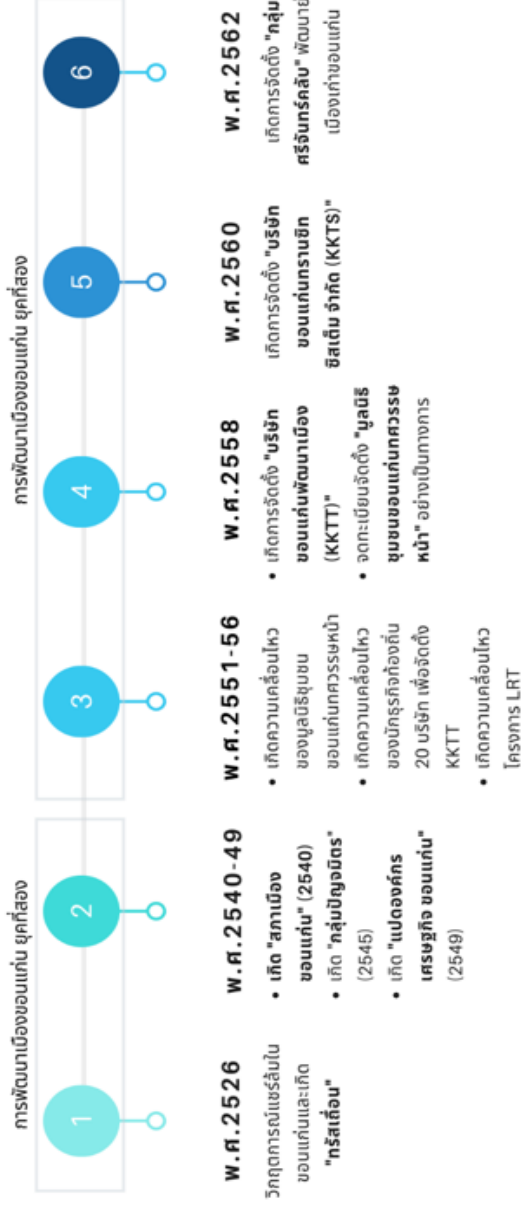 การพัฒนาเมืองขอนแก่น ยุคที่สอง
การพัฒนาเมืองขอนแก่น ยุคที่สอง
1
พ.ศ.2526
วิกฤตการณ์แชร์ล้มใน
ขอนแก่นและเกิด
"ทรัสเถื่อน"
2
พ.ศ.2540-49
• เกิด "สภาเมือง
ขอนแก่น" (2540)
• เกิด "กลุ่มปัญจมิตร"
(2545)
• เกิด "แปดองค์กร
เศรษฐกิจ ขอนแก่น"
(2549)
3
พ.ศ.2551-56
• เกิดความเคลื่อนไหว
ของมูลนิธิชุมชน
ขอนแก่นทศวรรษหน้า
• เกิดความเคลื่อนไหว
ของนักธุรกิจท้องถิ่น
20 บริษัท เพื่อจัดตั้ง
KKTT
• เกิดความเคลื่อนไหว
โครงการ LRT
4
พ.ศ.2558
• เกิดการจัดตั้ง "บริษัท
ขอนแก่นพัฒนาเมือง
(KKTT)"
• จดทะเบียนจัดตั้ง "มูลนิธิ
ชุมชนขอนแก่นทศวรรษ
หน้า" อย่างเป็นทางการ
5
พ.ศ.2560
เกิดการจัดตั้ง "บริษัท
ขอนแก่นทรานซิท
ซิสเต็ม จำกัด (KKTS)"
6
พ.ศ.2562
เกิดการจัดตั้ง "กลุ่ม
ศรีจันทร์คลับ" พัฒนาย่
เมืองเก่าขอนแก่น